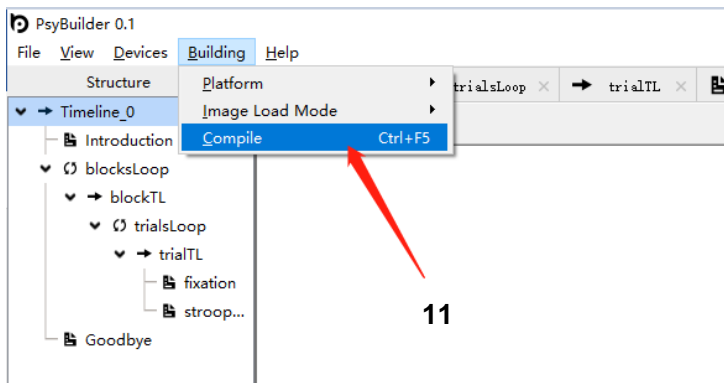 PsyBuilder 0.1
File View Devices Building Help
Structure
Platform
trialsLoop
trialTL
Timeline_0
Image Load Mode
Introduction
Compile Ctrl+F5
blocksLoop
blockTL
trialsLoop
trialTL
fixation
stroop...
Goodbye
11